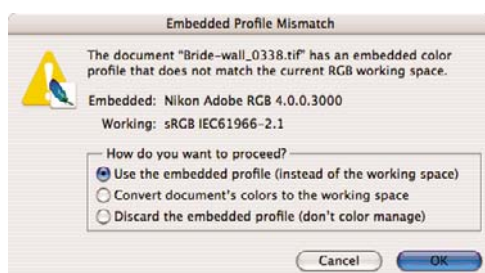 Embedded Profile Mismatch
The document "Bride-wall_0338.tif" has an embedded color
profile that does not match the current RGB working space.
Embedded: Nikon Adobe RGB 4.0.0.3000
Working: sRGB IEC61966-2.1
How do you want to proceed?
Use the embedded profile (instead of the working space)
Convert document's colors to the working space
Discard the embedded profile (don't color manage)
Cancel OK